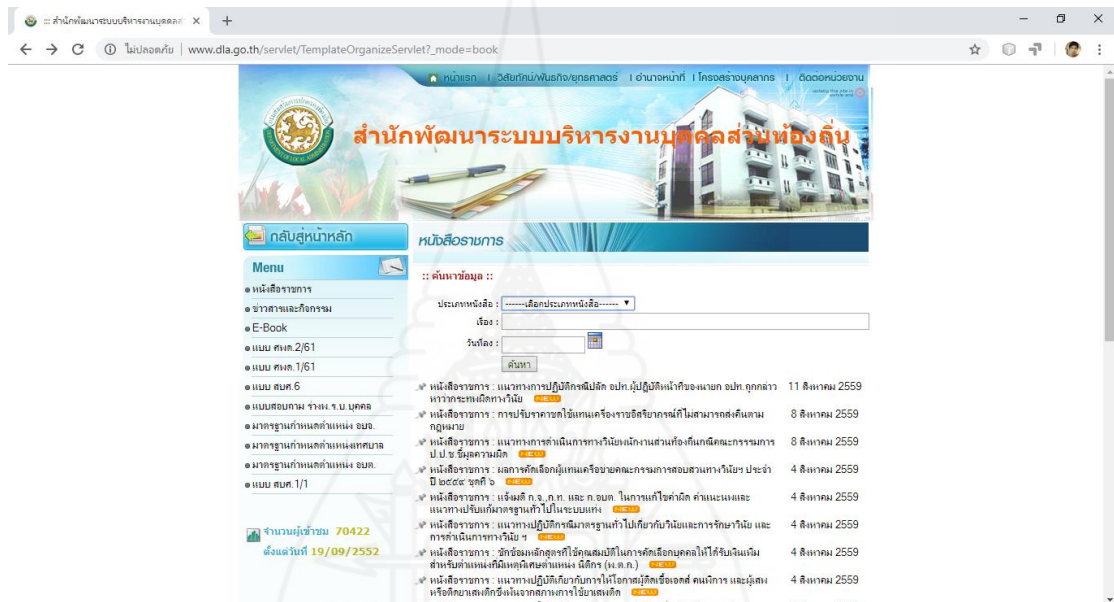 ::: สำนักพัฒนาระบบบริหารงานบุคคลส่
ไม่ปลอดภัย | www.dla.go.th/servlet/TemplateOrganizeServlet?_mode=book
หน้าแรก | วิสัยทัศน์/พันธกิจ/ยุทธศาสตร์ | อำนาจหน้าที่ | โครงสร้างบุคลากร | ติดต่อหน่วยงาน
สำนักพัฒนาระบบบริหารงานบุคคลส่วนท้องถิ่น
กลับสู่หน้าหลัก
หนังสือราชการ
Menu
หนังสือราชการ
ข่าวสารและกิจกรรม
E-Book
แบบ ศพด.2/61
แบบ ศพด.1/61
แบบ สบศ.6
แบบสอบถาม ร่างพ.ร.บ.บุคคล
มาตรฐานกำหนดตำแหน่ง อบจ.
มาตรฐานกำหนดตำแหน่งเทศบาล
มาตรฐานกำหนดตำแหน่ง อบต.
แบบ สบศ.1/1
จำนวนผู้เข้าชม 70422
ตั้งแต่วันที่ 19/09/2552
:: ค้นหาข้อมูล ::
ประเภทหนังสือ : ------เลือกประเภทหนังสือ------
เรื่อง :
วันที่ลง :
ค้นหา
หนังสือราชการ : แนวทางการปฏิบัติกรณีปลัด อปท.ผู้ปฏิบัติหน้าที่ของนายก อปท.ถูกกล่าว 11 สิงหาคม 2559
หาว่ากระทำผิดทางวินัย NEW
หนังสือราชการ : การปรับราคาชดใช้แทนเครื่องราชอิสริยาภรณ์ที่ไม่สามารถส่งคืนตาม 8 สิงหาคม 2559
กฎหมาย
หนังสือราชการ : แนวทางการดำเนินการทางวินัยพนักงานส่วนท้องถิ่นกรณีคณะกรรมการ 8 สิงหาคม 2559
ป.ป.ช.ชี้มูลความผิด NEW
หนังสือราชการ : ผลการคัดเลือกผู้แทนเครือข่ายคณะกรรมการสอบสวนทางวินัยฯ ประจำ 4 สิงหาคม 2559
ปี ๒๕๕๙ ชุดที่ ๖ NEW
หนังสือราชการ : แจ้งมติ ก.จ.,ก.ท. และ ก.อบต. ในการแก้ไขคำผิด คำแนะนำและ 4 สิงหาคม 2559
แนวทางปรับแก้มาตรฐานทั่วไปในระบบแท่ง NEW
หนังสือราชการ : แนวทางปฏิบัติกรณีมาตรฐานทั่วไปเกี่ยวกับวินัยและการรักษาวินัย และ 4 สิงหาคม 2559
การดำเนินการทางวินัย ฯ NEW
หนังสือราชการ : ซักซ้อมหลักสูตรที่ใช้คุณสมบัติในการคัดเลือกบุคคลให้ได้รับเงินเพิ่ม 4 สิงหาคม 2559
สำหรับตำแหน่งที่มีเหตุพิเศษตำแหน่ง นิติกร (พ.ต.ก.) NEW
หนังสือราชการ : แนวทางปฏิบัติเกี่ยวกับการให้โอกาสผู้ติดเชื้อเอดส์ คนพิการ และผู้เสพ 4 สิงหาคม 2559
หรือติดยาเสพติดซึ่งพ้นจากสภาพการใช้ยาเสพติด NEW